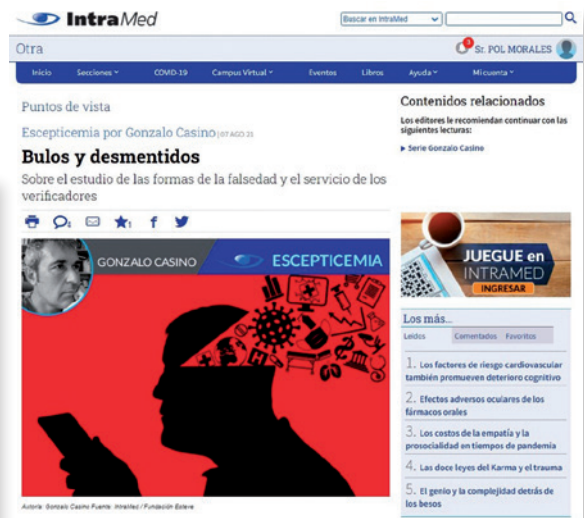 IntraMed
Buscar en IntraMed
Otra
3
Sr. POL MORALES
Inicio Secciones COVID-19 Campus Virtual Eventos Libros Ayuda Mi cuenta
Puntos de vista
Escepticemia por Gonzalo Casino | 07 AGO 21
Bulos y desmentidos
Sobre el estudio de las formas de la falsedad y el servicio de los
verificadores
GONZALO CASINO ESCEPTICEMIA
Autoría: Gonzalo Casino Fuente: IntraMed / Fundación Esteve
Contenidos relacionados
Los editores le recomiendan continuar con las
siguientes lecturas:
Serie Gonzalo Casino
JUEGUE en
INTRAMED
INGRESAR
Los más...
Leídos Comentados Favoritos
1. Los factores de riesgo cardiovascular
también promueven deterioro cognitivo
2. Efectos adversos oculares de los
fármacos orales
3. Los costos de la empatía y la
prosocialidad en tiempos de pandemia
4. Las doce leyes del Karma y el trauma
5. El genio y la complejidad detrás de
los besos